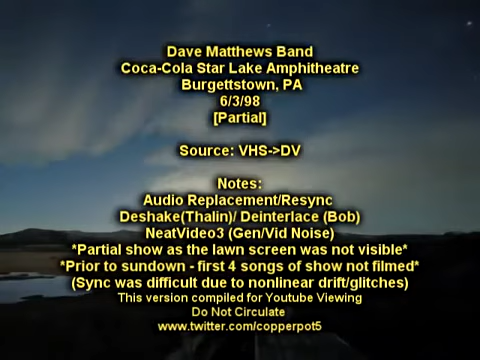 Dave Matthews Band
Coca-Cola Star Lake Amphitheatre
Burgettstown, PA
6/3/98
[Partial]
Source: VHS->DV
Notes:
Audio Replacement/Resync
Deshake(Thalin)/ Deinterlace (Bob)
NeatVideo3 (Gen/Vid Noise)
*Partial show as the lawn screen was not visible*
*Prior to sundown - first 4 songs of show not filmed*
(Sync was difficult due to nonlinear drift/glitches)
This version compiled for Youtube Viewing
Do Not Circulate
www.twitter.com/copperpot5